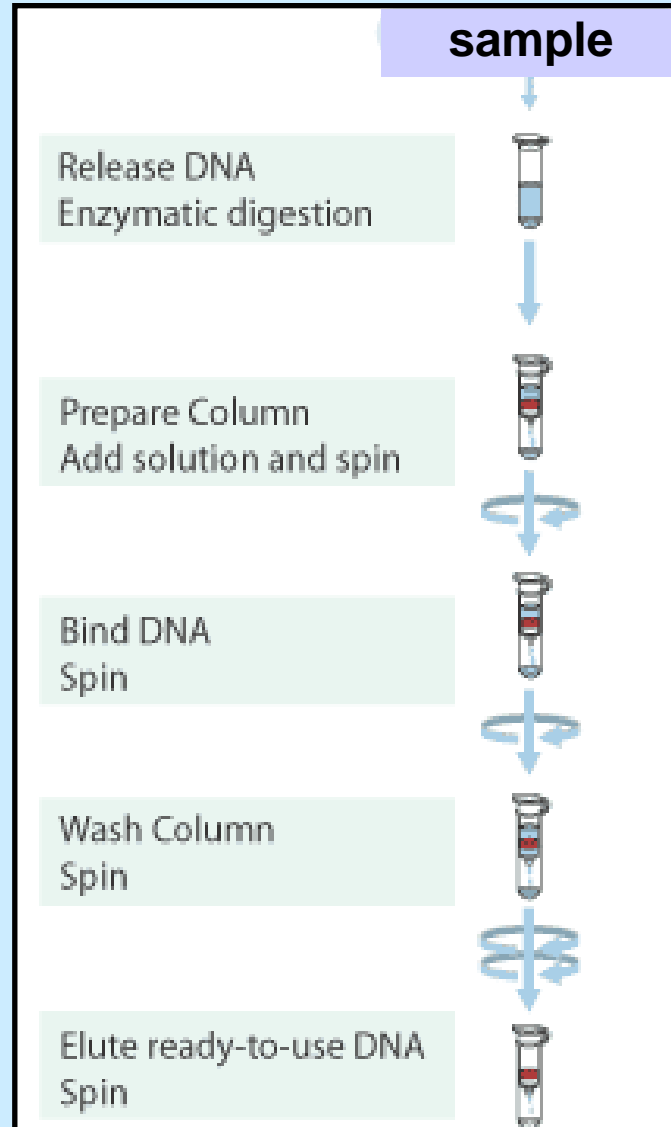 sample
Release DNA
Enzymatic digestion
Prepare Column
Add solution and spin
Bind DNA
Spin
Wash Column
Spin
Elute ready-to-use DNA
Spin